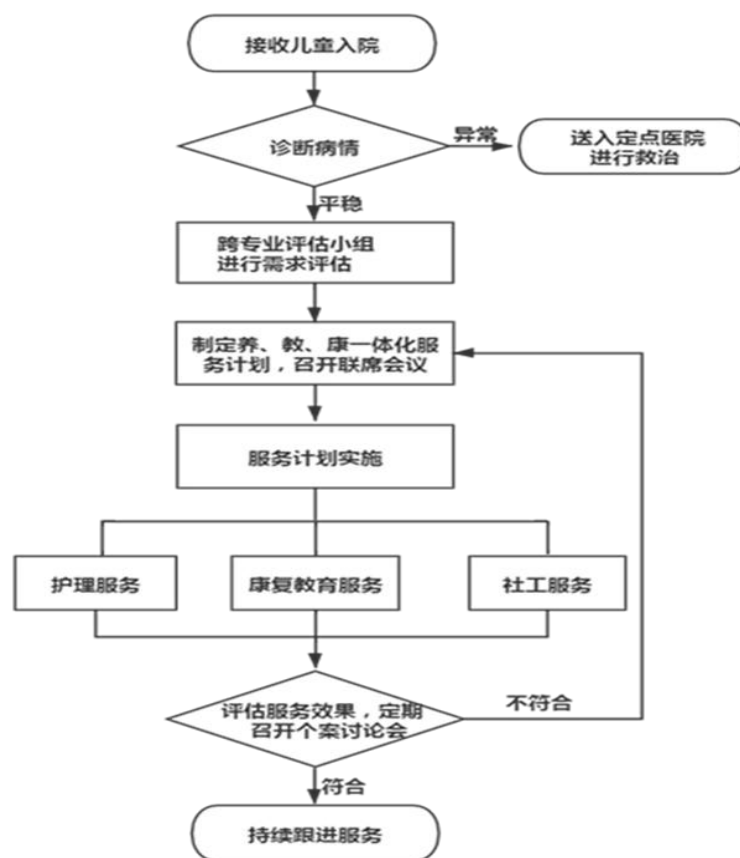 接收儿童入院
诊断病情
异常
送入定点医院
进行救治
平稳
跨专业评估小组
进行需求评估
制定养、教、康一体化服
务计划，召开联席会议
服务计划实施
护理服务
康复教育服务
社工服务
评估服务效果，定期
召开个案讨论会
不符合
符合
持续跟进服务